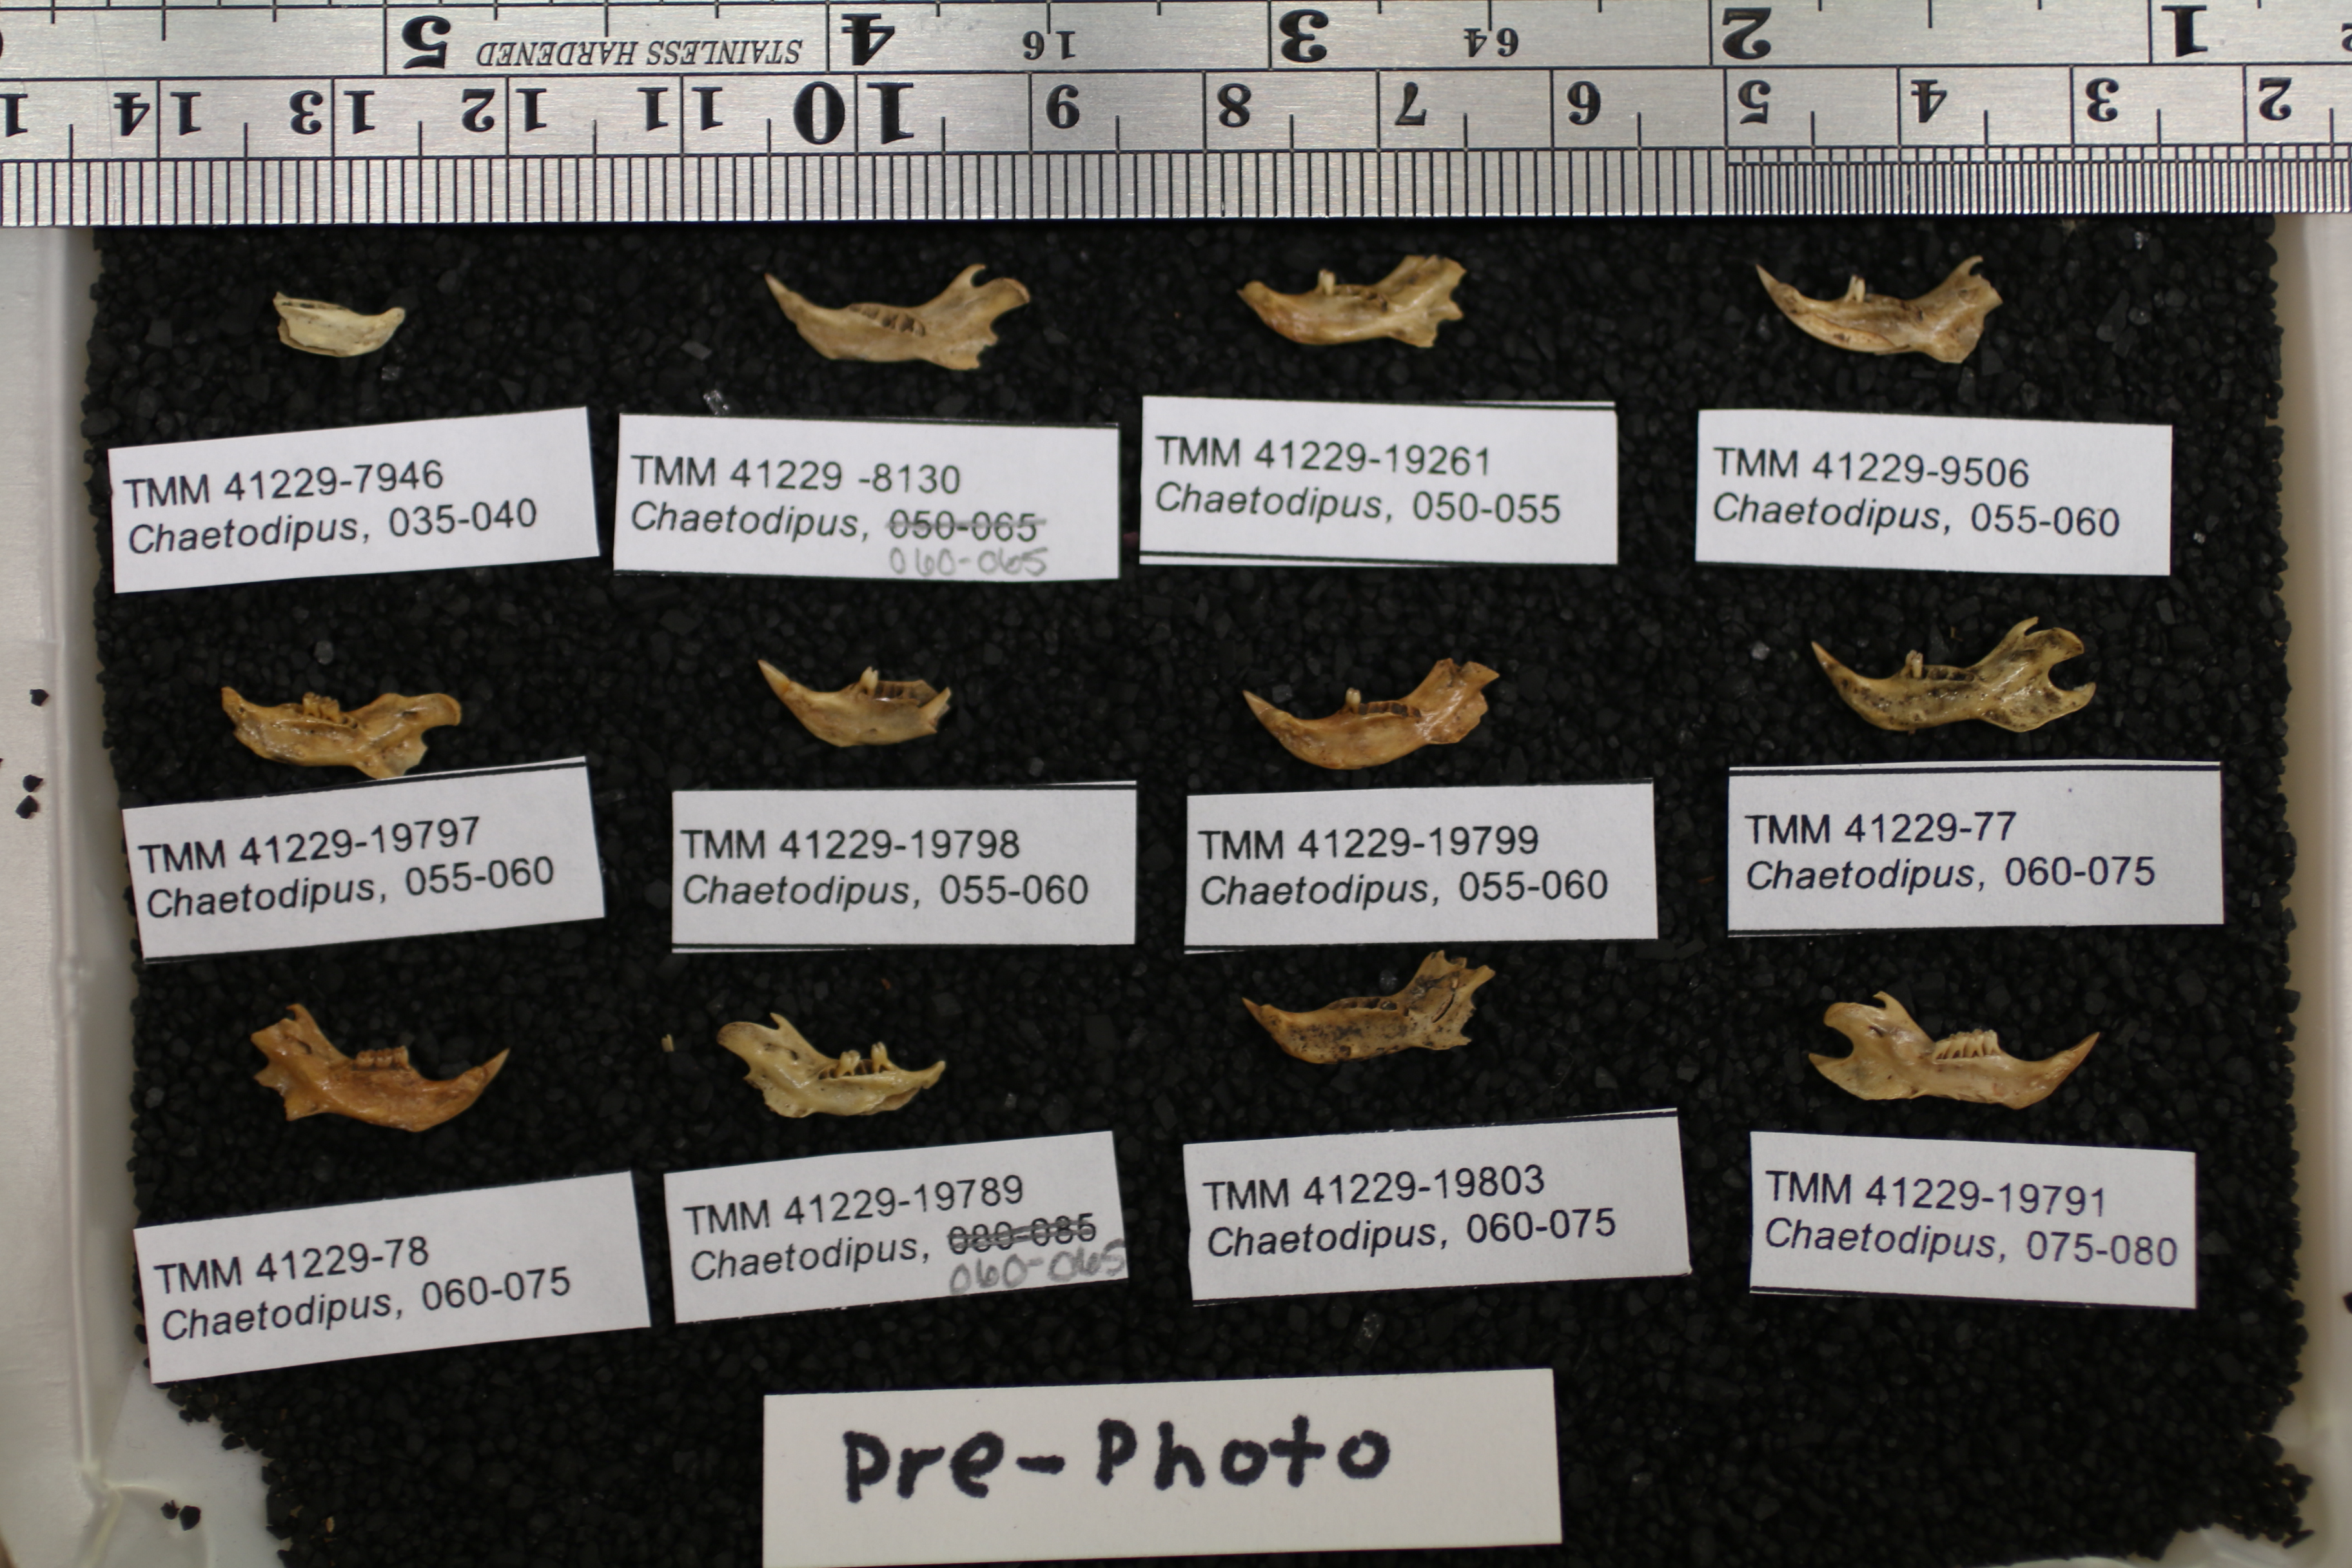 5 STAINLESS HARDENED 4 16 3 64 2 1
14 13 12 11 10 9 8 7 6 5 4 3 2
TMM 41229-7946
Chaetodipus, 035-040
TMM 41229 -8130
Chaetodipus, 050-065
060-065
TMM 41229-19261
Chaetodipus, 050-055
TMM 41229-9506
Chaetodipus, 055-060
TMM 41229-19797
Chaetodipus, 055-060
TMM 41229-19798
Chaetodipus, 055-060
TMM 41229-19799
Chaetodipus, 055-060
TMM 41229-77
Chaetodipus, 060-075
TMM 41229-78
Chaetodipus, 060-075
TMM 41229-19789
Chaetodipus, 080-085
060-065
TMM 41229-19803
Chaetodipus, 060-075
TMM 41229-19791
Chaetodipus, 075-080
Pre-Photo